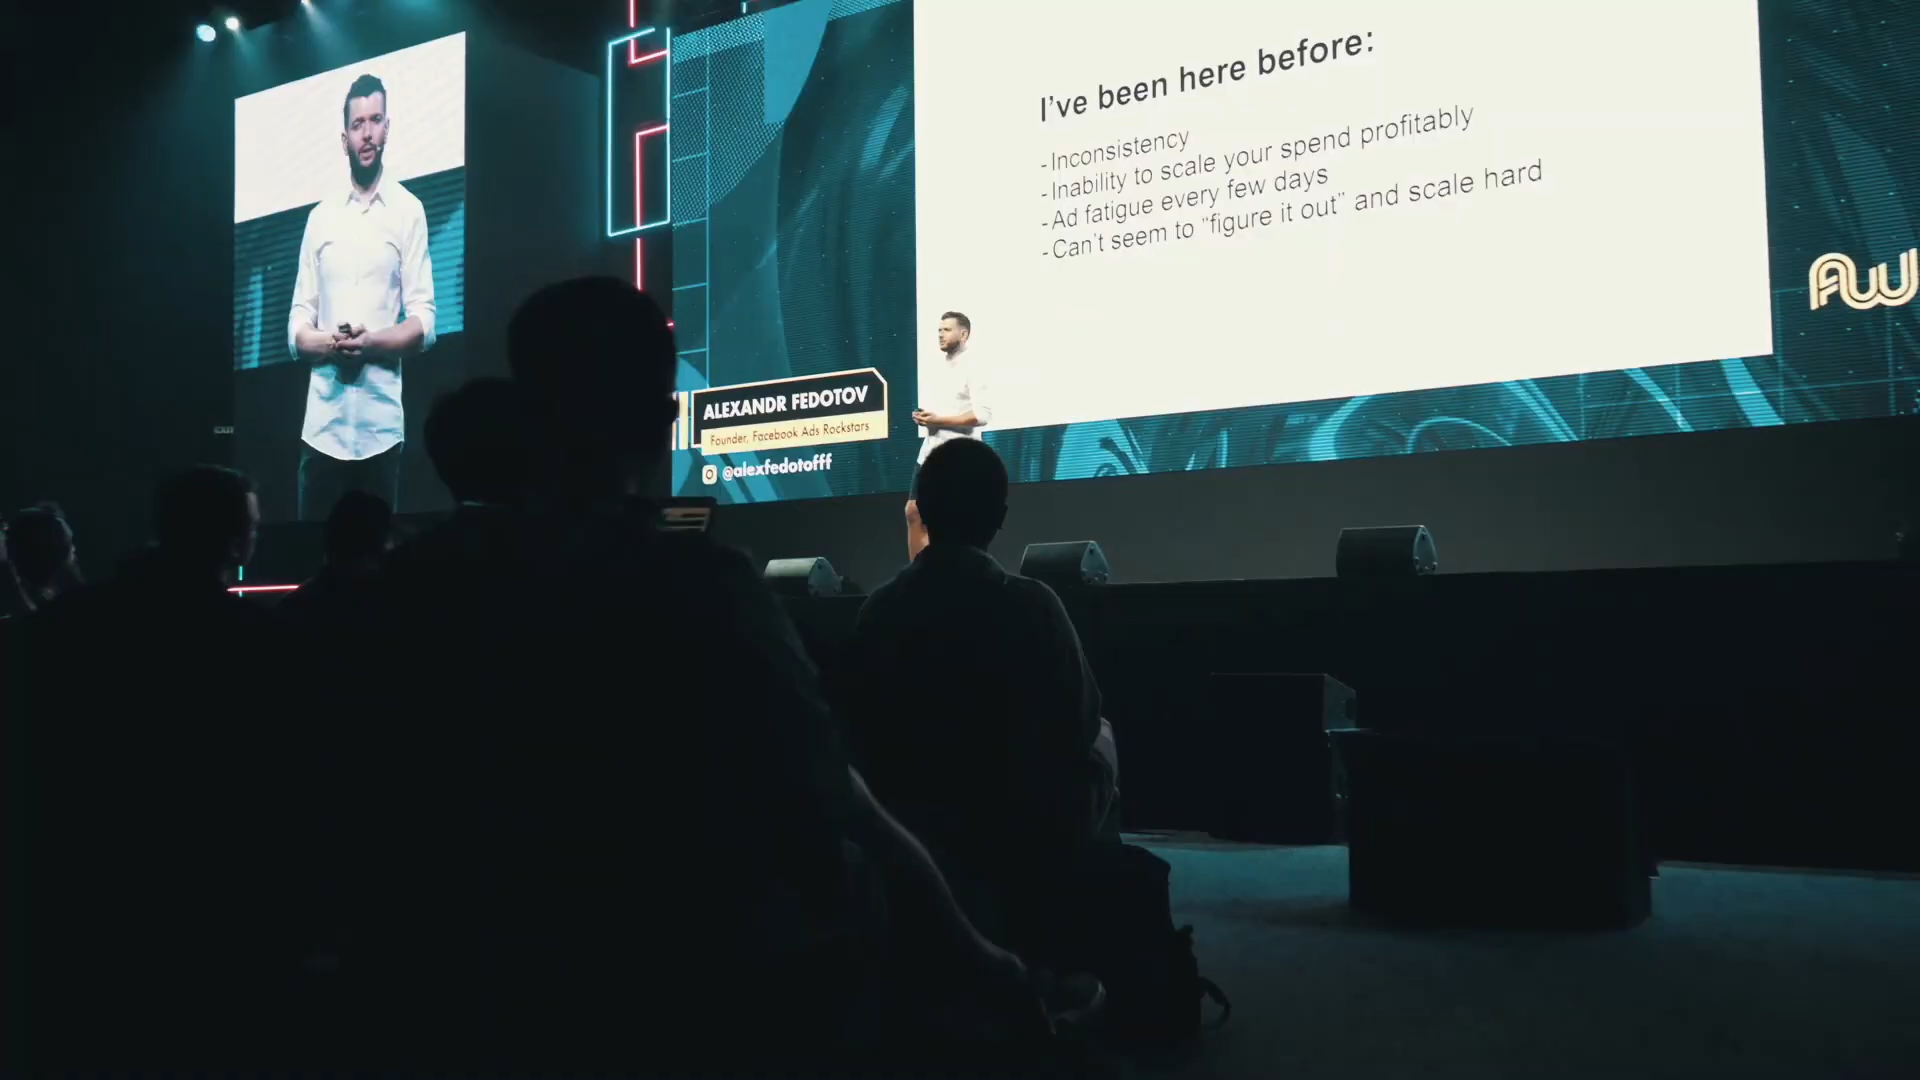 I've been here before:
-Inconsistency
-Inability to scale your spend profitably
-Ad fatigue every few days
-Can't seem to "figure it out" and scale hard
AW
ALEXANDR FEDOTOV
Founder, Facebook Ads Rockstars
@alexfedotofff
EXIT